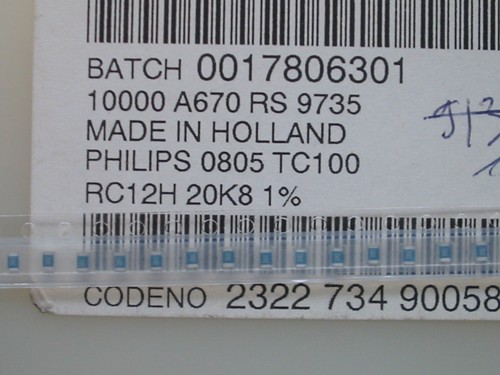 BATCH 0017806301
10000 A670 RS 9735
MADE IN HOLLAND
PHILIPS 0805 TC100
RC12H 20K8 1%
CODENO 2322 734 90058